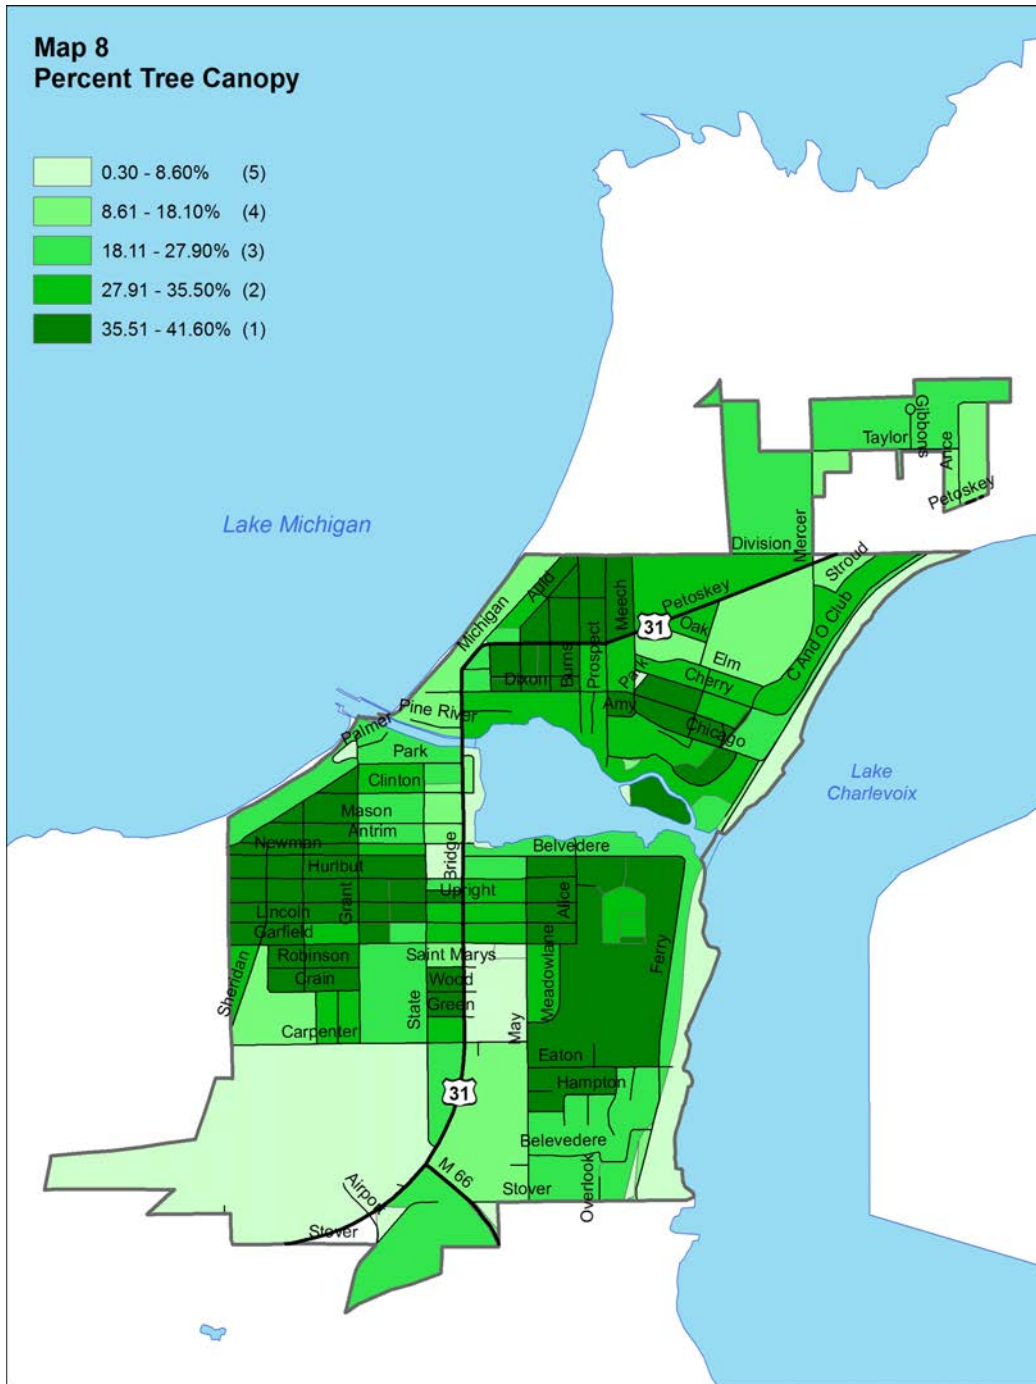 Map 8
Percent Tree Canopy
0.30 - 8.60% (5)
8.61 - 18.10% (4)
18.11 - 27.90% (3)
27.91 - 35.50% (2)
35.51 - 41.60% (1)
Gibbons
Taylor
Ance
Petoskey
Lake Michigan
Mercer
Division
Stroud
Auld
Meech
Petoskey
Michigan
31
Oak
C And O Club
Prospect
Burns
Elm
Park
Dixon
Cherry
Amy
Pine River
Chicago
Palmer
Park
Lake
Charlevoix
Clinton
Mason
Antrim
Newman
Bridge
Belvedere
Hurlbut
Upright
Grant
Alice
Lincoln
Garfield
Robinson
Saint Marys
Ferry
Meadowlane
Sheridan
Crain
Wood
State
Green
Carpenter
May
Eaton
31
Hampton
Belevedere
M 66
Airport
Stover
Overlook
Stover